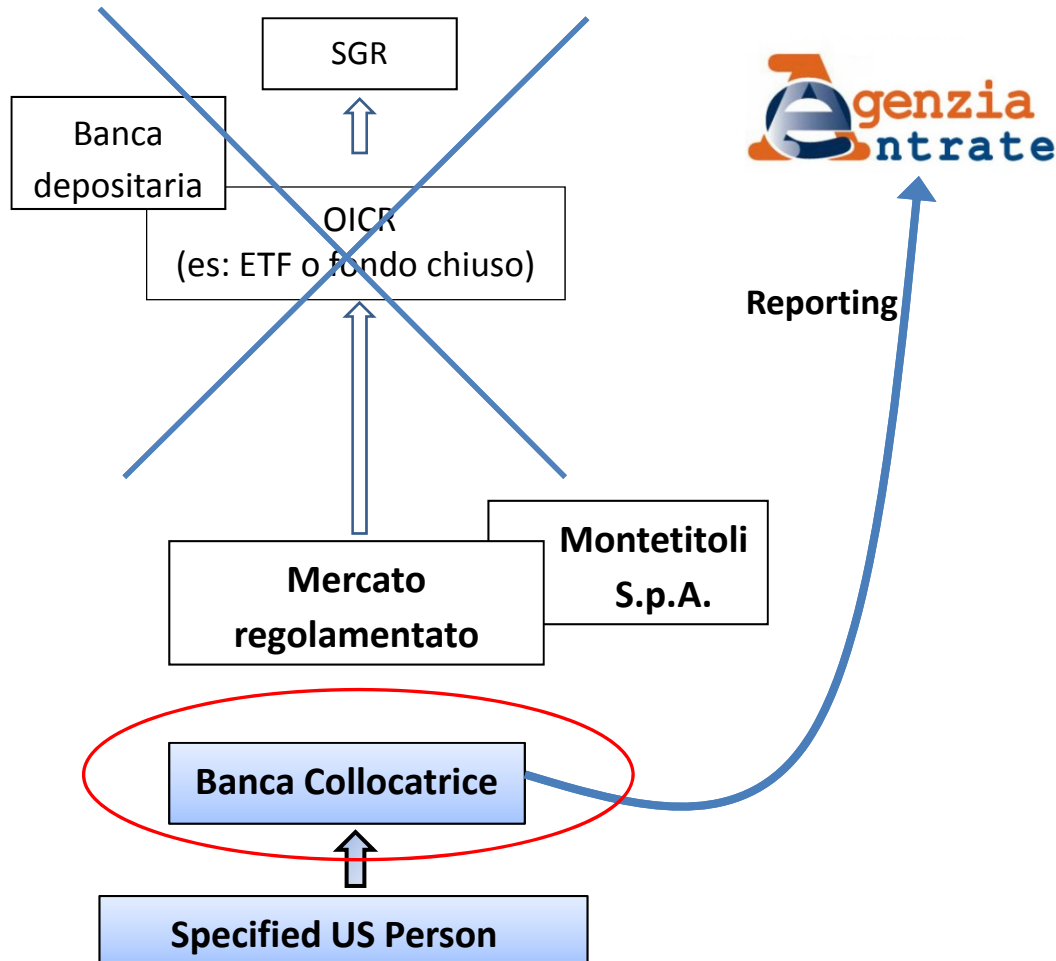 SGR
Banca
depositaria
OICR
(es: ETF o fondo chiuso)
Agenzia
Entrate
Reporting
Montetitoli
S.p.A.
Mercato
regolamentato
Banca Collocatrice
Specified US Person